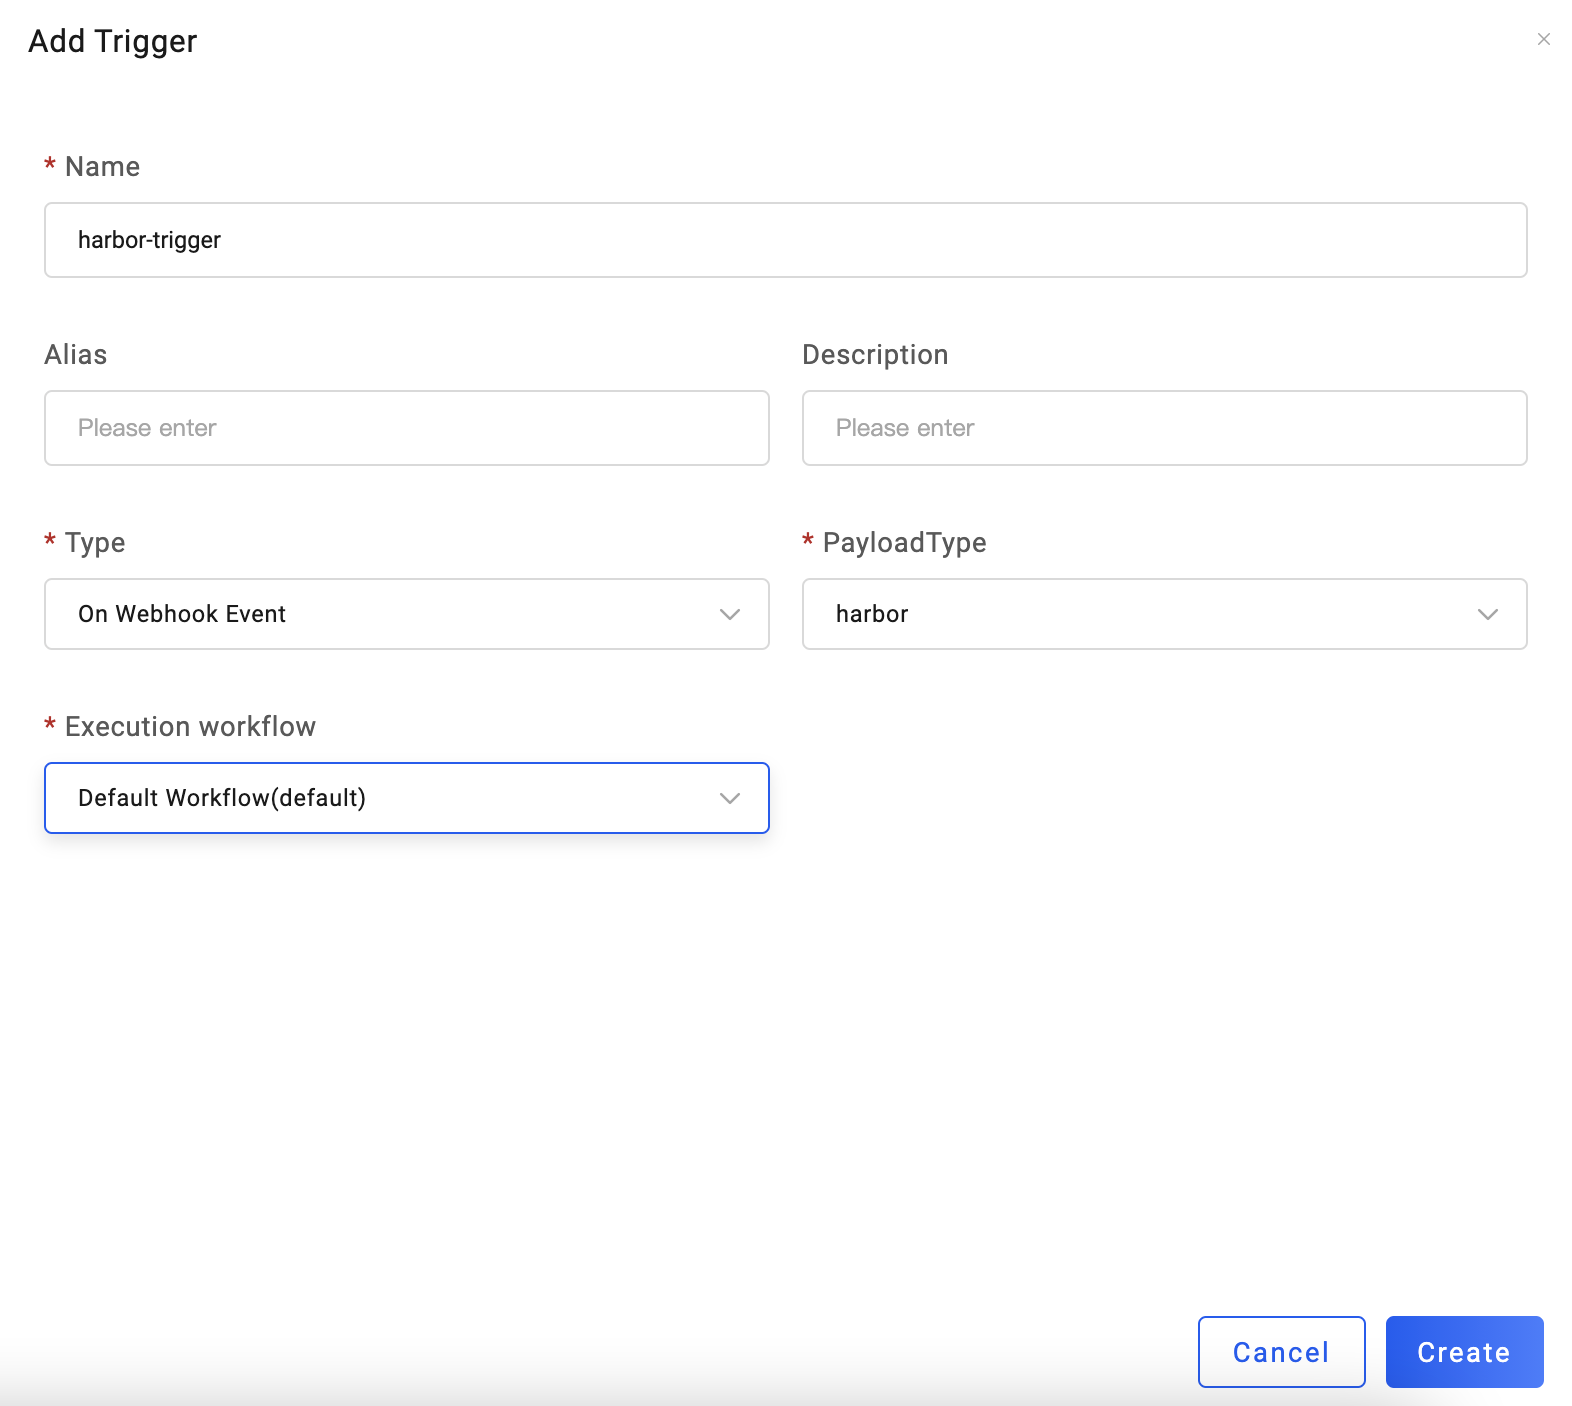 Add Trigger
* Name
harbor-trigger
Alias
Description
Please enter
Please enter
* Type
* PayloadType
On Webhook Event
harbor
* Execution workflow
Default Workflow(default)
Cancel
Create